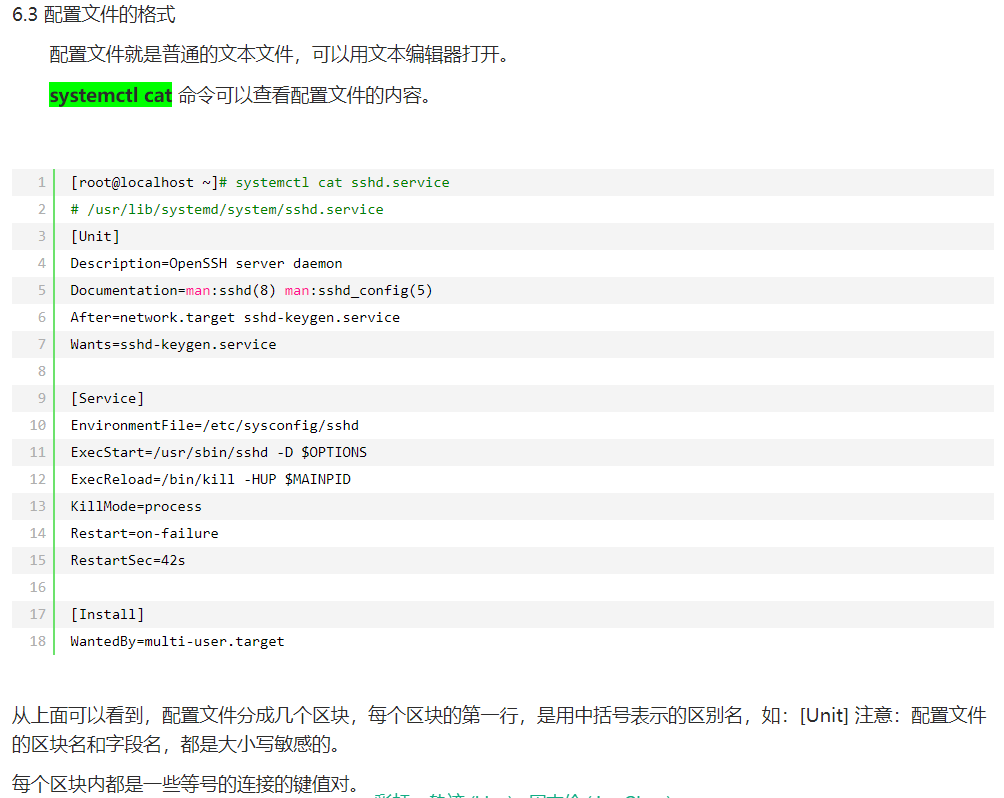 6.3 配置文件的格式
配置文件就是普通的文本文件，可以用文本编辑器打开。
systemctl cat 命令可以查看配置文件的内容。
1 [root@localhost ~]# systemctl cat sshd.service
2 # /usr/lib/systemd/system/sshd.service
3 [Unit]
4 Description=OpenSSH server daemon
5 Documentation=man:sshd(8) man:sshd_config(5)
6 After=network.target sshd-keygen.service
7 Wants=sshd-keygen.service
8
9 [Service]
10 EnvironmentFile=/etc/sysconfig/sshd
11 ExecStart=/usr/sbin/sshd -D $OPTIONS
12 ExecReload=/bin/kill -HUP $MAINPID
13 KillMode=process
14 Restart=on-failure
15 RestartSec=42s
16
17 [Install]
18 WantedBy=multi-user.target
从上面可以看到，配置文件分成几个区块，每个区块的第一行，是用中括号表示的区别名，如：[Unit] 注意：配置文件
的区块名和字段名，都是大小写敏感的。
每个区块内都是一些等号的连接的键值对。